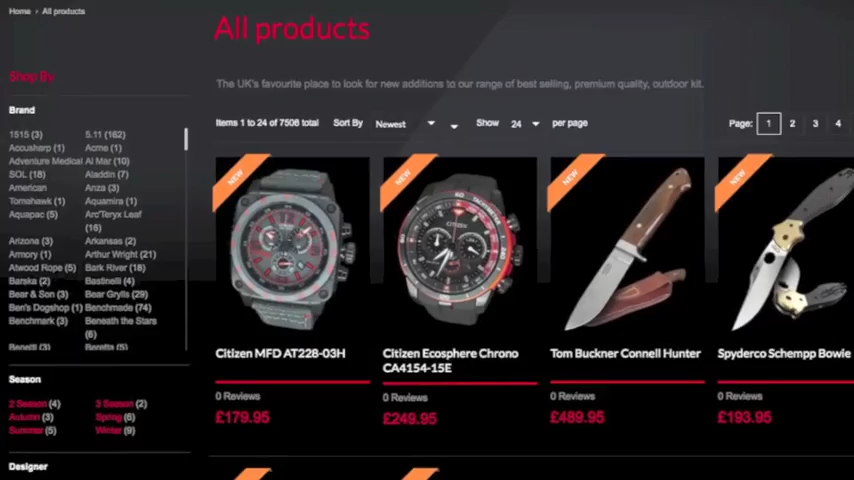 Home › All products
All products
Shop By
The UK's favourite place to look for new additions to our range of best selling, premium quality, outdoor kit.
Brand
Items 1 to 24 of 7506 total Sort By Newest Show 24 per page Page: 1 2 3 4
1515 (3) 5.11 (162)
Accusharp (1) Acme (1)
Adventure Medical Al Mar (10)
SOL (18) Aladdin (7)
American Anza (3)
Tomahawk (1) Aquamira (1)
Aquapac (5) Arc'Teryx Leaf
(16)
Arizona (3) Arkansas (2)
Armory (1) Arthur Wright (21)
Atwood Rope (5) Bark River (18)
Barska (2) Bastinelli (4)
Bear & Son (3) Bear Grylls (29)
Ben's Dogshop (1) Benchmade (74)
Benchmark (3) Beneath the Stars
(6)
Benetti (3) Beretta (5)
NEW NEW NEW NEW
CITIZEN
Citizen MFD AT228-03H
Citizen Ecosphere Chrono
CA4154-15E
Tom Buckner Connell Hunter
Spyderco Schempp Bowie
0 Reviews
£179.95
0 Reviews
£249.95
0 Reviews
£489.95
0 Reviews
£193.95
Season
2 Season (4) 3 Season (2)
Autumn (3) Spring (6)
Summer (5) Winter (9)
Designer